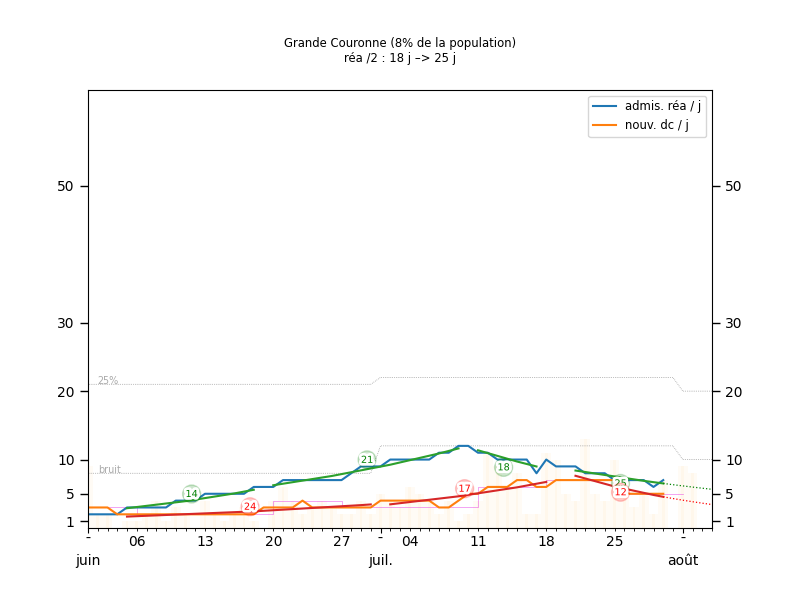 Grande Couronne (8% de la population)
réa /2 : 18 j –> 25 j
admis. réa / j
nouv. dc / j
50 50
30 30
25%
20 20
21
10 10
18
bruit
17
25
14
12
5 5
24
1 1
- 06 13 20 27 - 04 11 18 25 -
juin juil. août